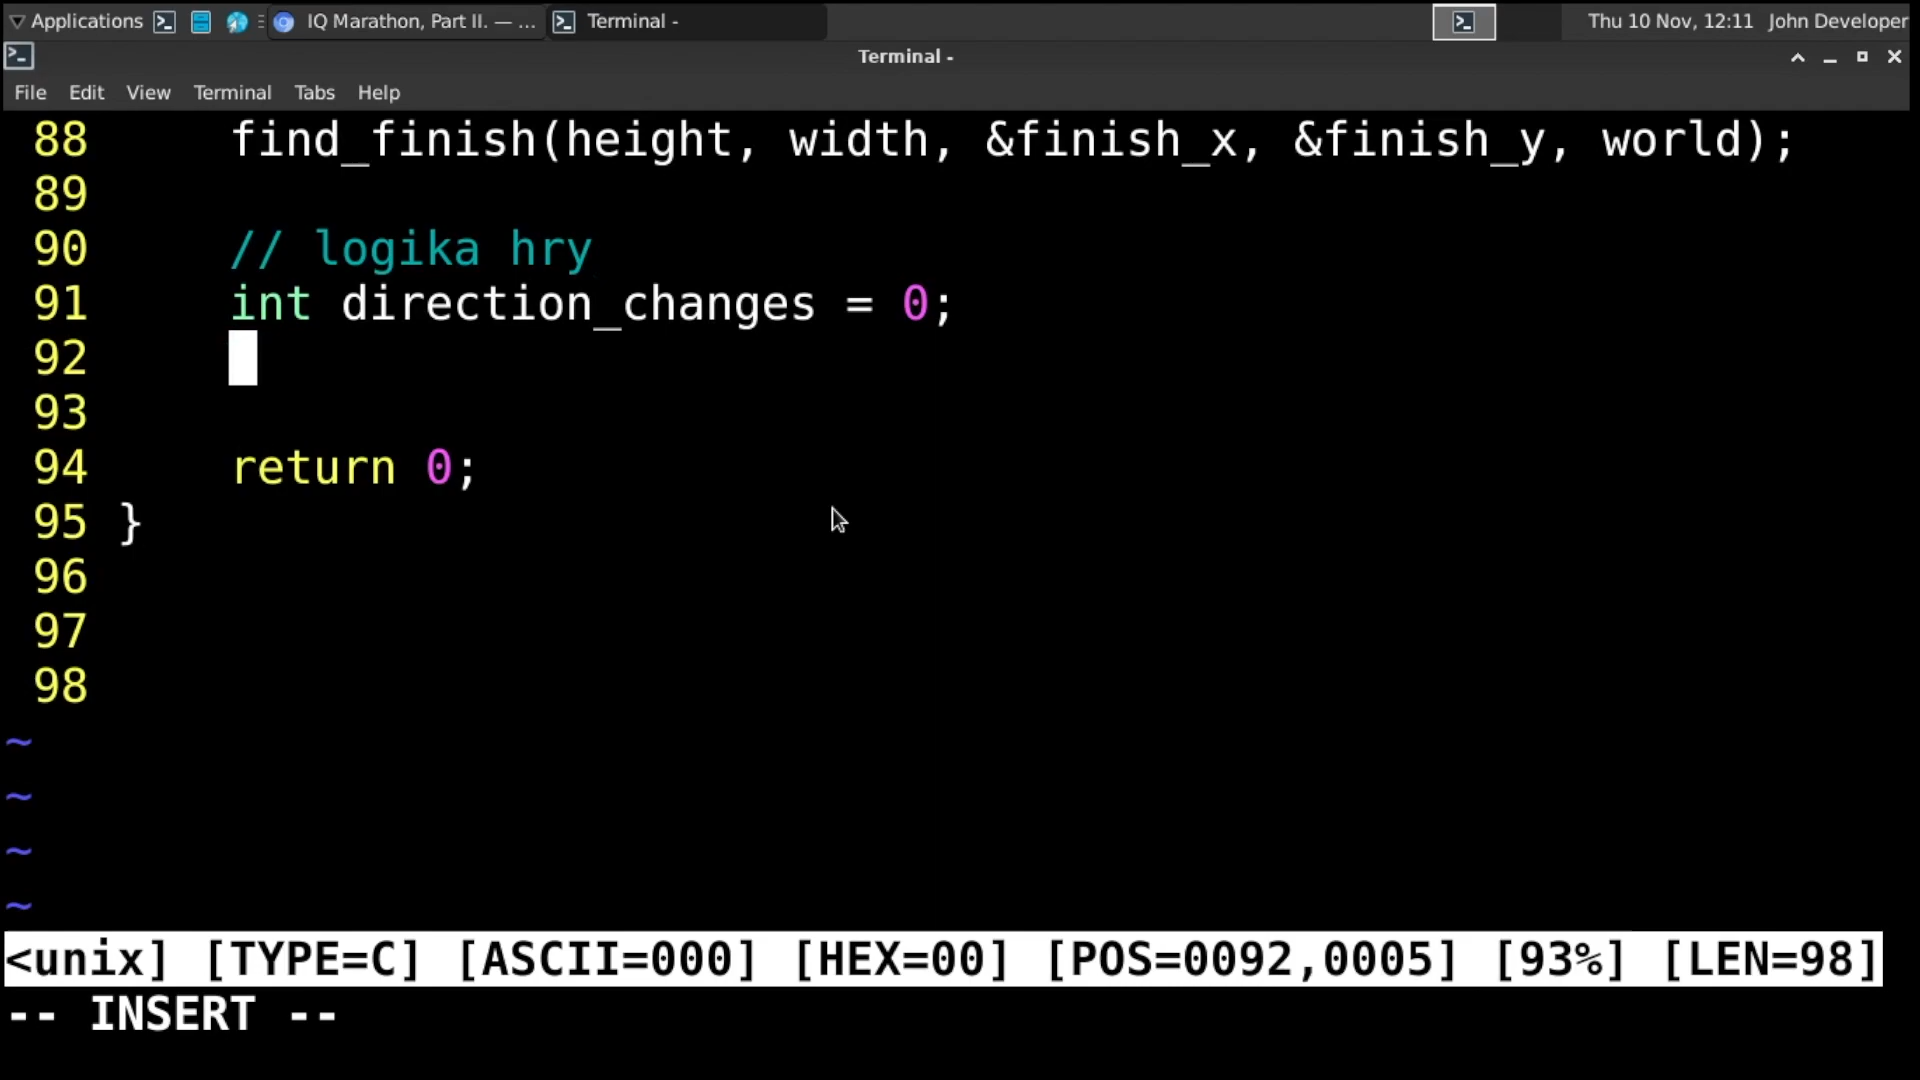 Applications IQ Marathon, Part II. — ... Terminal - Thu 10 Nov, 12:11 John Developer
Terminal -
File Edit View Terminal Tabs Help
88 find_finish(height, width, &finish_x, &finish_y, world);
89
90 // logika hry
91 int direction_changes = 0;
92
93
94 return 0;
95 }
96
97
98
~
~
~
~
<unix] [TYPE=C] [ASCII=000] [HEX=00] [POS=0092,0005] [93%] [LEN=98]
-- INSERT --